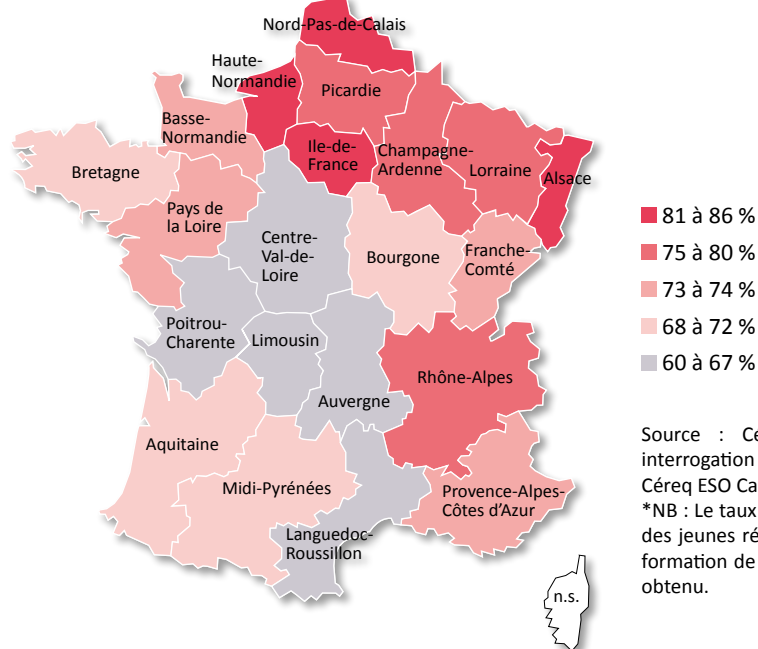 Nord-Pas-de-Calais
Haute-
Normandie
Picardie
Basse-
Normandie
Ile-de-
France
Champagne-
Ardenne
Lorraine
Alsace
Bretagne
Pays de
la Loire
Centre-
Val-de-
Loire
Bourgone
Franche-
Comté
Poitrou-
Charente
Limousin
Auvergne
Rhône-Alpes
Aquitaine
Midi-Pyrénées
Languedoc-
Roussillon
Provence-Alpes-
Côtes d'Azur
n.s.
81 à 86 %
75 à 80 %
73 à 74 %
68 à 72 %
60 à 67 %
Source : Cé
interrogation
Céreq ESO Ca
*NB : Le taux
des jeunes ré
formation de
obtenu.